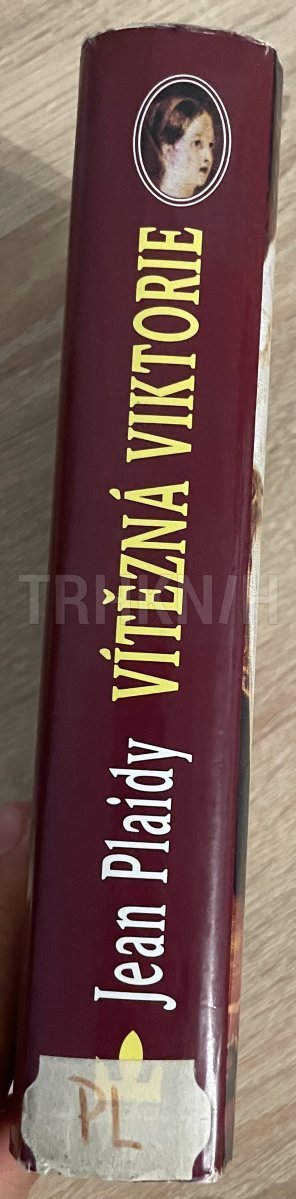 Jean Plaidy VÍTĚZNÁ VIKTORIE
PL
TRHKNIH